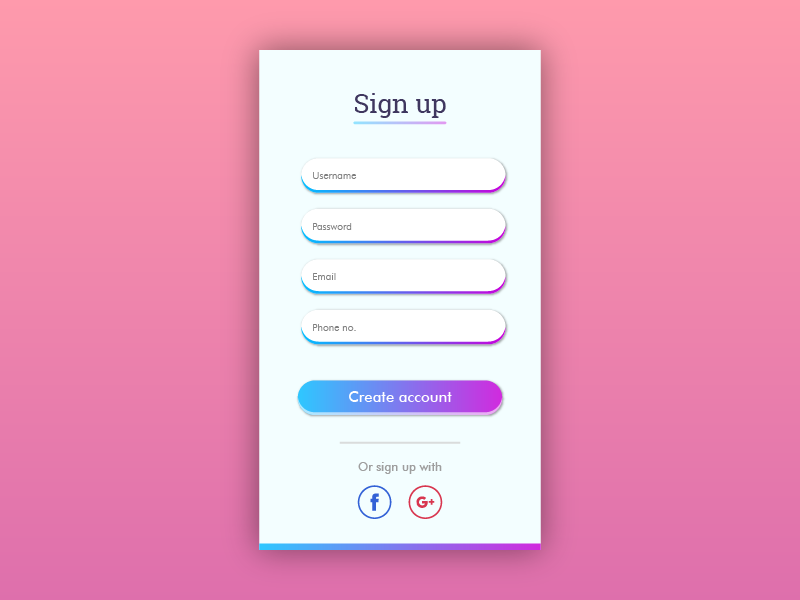 Sign up
Username
Password
Email
Phone no.
Create account
Or sign up with
f G+